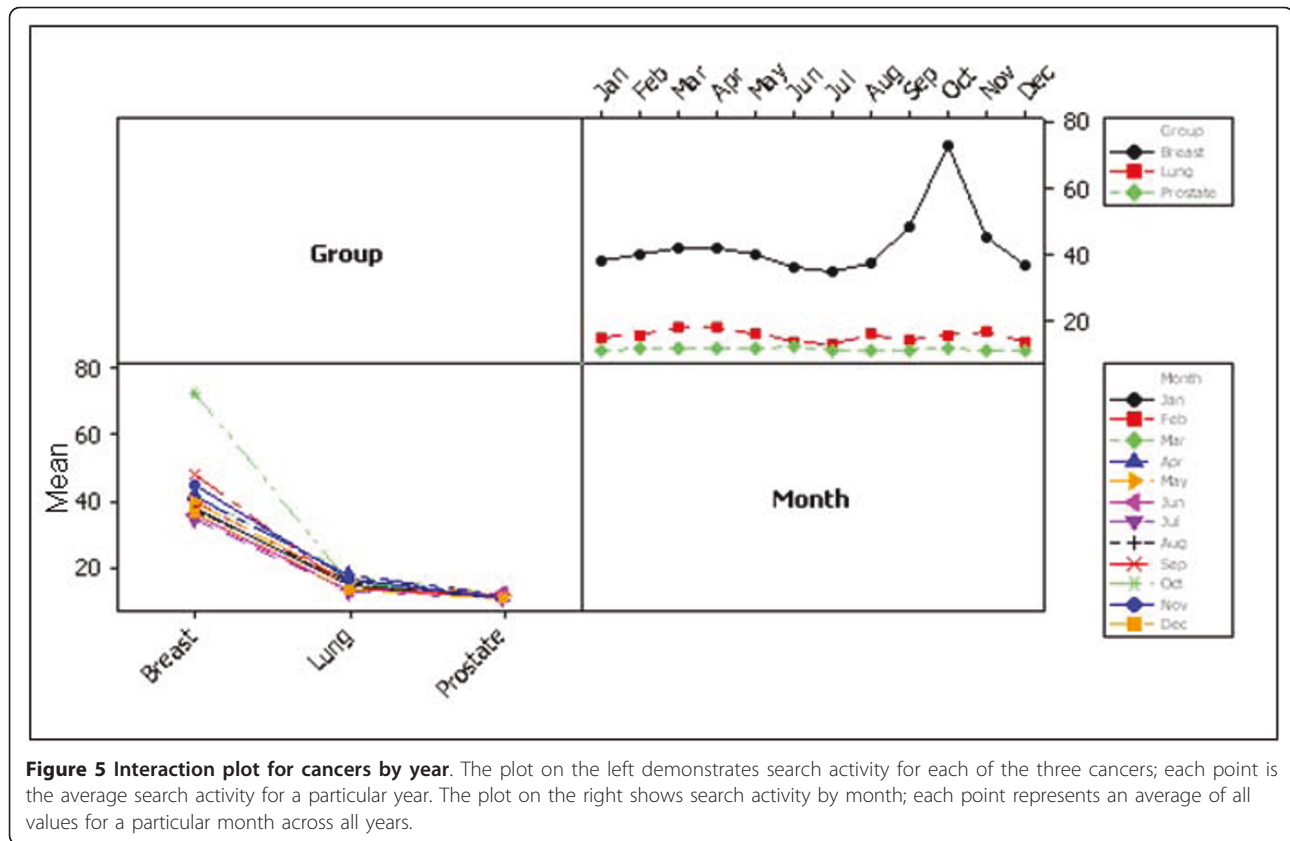 Jan Feb Mar Apr May Jun Jul Aug Sep Oct Nov Dec
80
60
40
20
Group
Breast
Lung
Prostate
Group
80
60
40
20
Mean
Breast Lung Prostate
Month
Month
Jan
Feb
Mar
Apr
May
Jun
Jul
Aug
Sep
Oct
Nov
Dec
Figure 5 Interaction plot for cancers by year. The plot on the left demonstrates search activity for each of the three cancers; each point is
the average search activity for a particular year. The plot on the right shows search activity by month; each point represents an average of all
values for a particular month across all years.